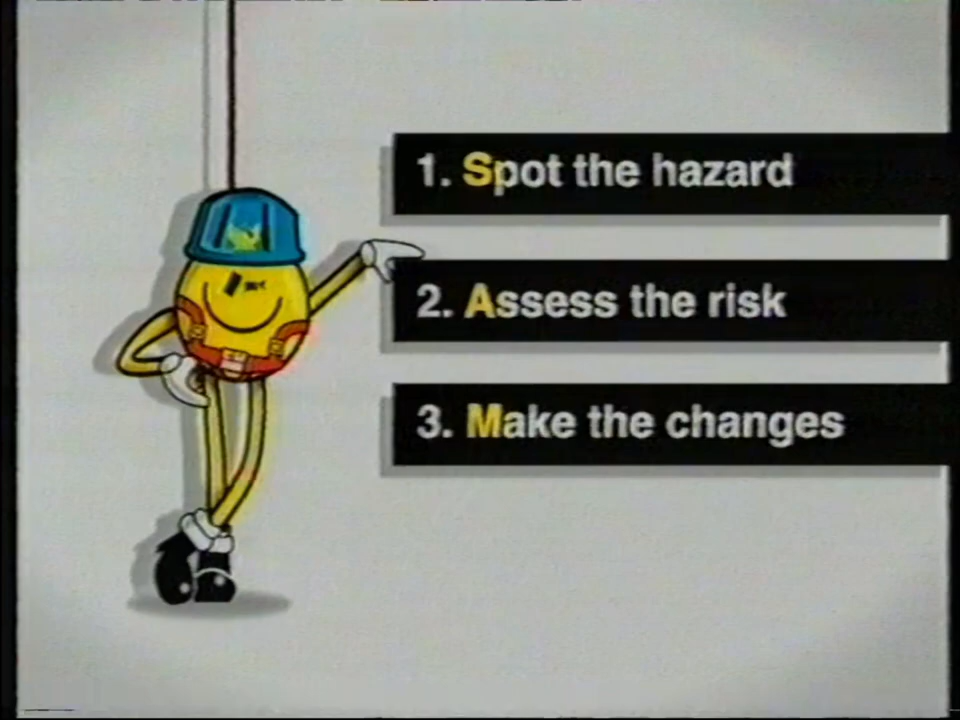 1. Spot the hazard
2. Assess the risk
3. Make the changes